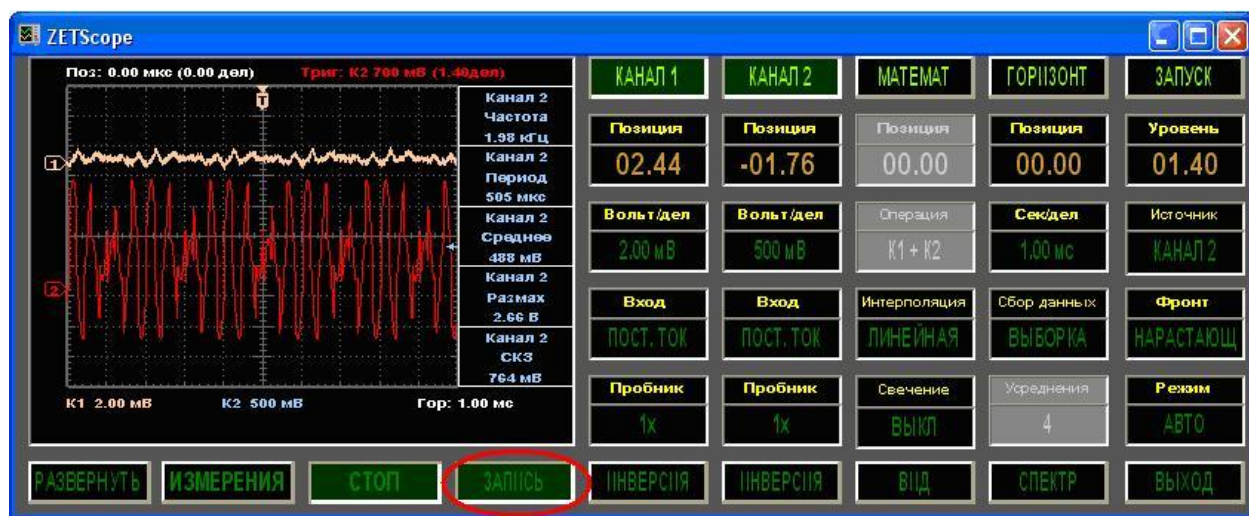 ZETScope
Поз: 0.00 мкс (0.00 дел) Триг: К2 700 мВ (1.40дел)
T
1
2
Канал 2
Частота
1.98 кГц
Канал 2
Период
505 мкс
Канал 2
Среднее
488 мВ
Канал 2
Размах
2.66 В
Канал 2
СКЗ
764 мВ
К1 2.00 мВ К2 500 мВ Гор: 1.00 мс
КАНАЛ 1 КАНАЛ 2 МАТЕМАТ ГОРИЗОНТ ЗАПУСК
Позиция Позиция Позиция Позиция Уровень
02.44 -01.76 00.00 00.00 01.40
Вольт/дел Вольт/дел Операция Сек/дел Источник
2.00 мВ 500 мВ К1 + К2 1.00 мс КАНАЛ 2
Вход Вход Интерполяция Сбор данных Фронт
ПОСТ. ТОК ПОСТ. ТОК ЛИНЕЙНАЯ ВЫБОРКА НАРАСТАЮЩ
Пробник Пробник Свечение Усреднения Режим
1x 1x ВЫКЛ 4 АВТО
РАЗВЕРНУТЬ ИЗМЕРЕНИЯ СТОП ЗАПИСЬ ИНВЕРСИЯ ИНВЕРСИЯ ВИД СПЕКТР ВЫХОД